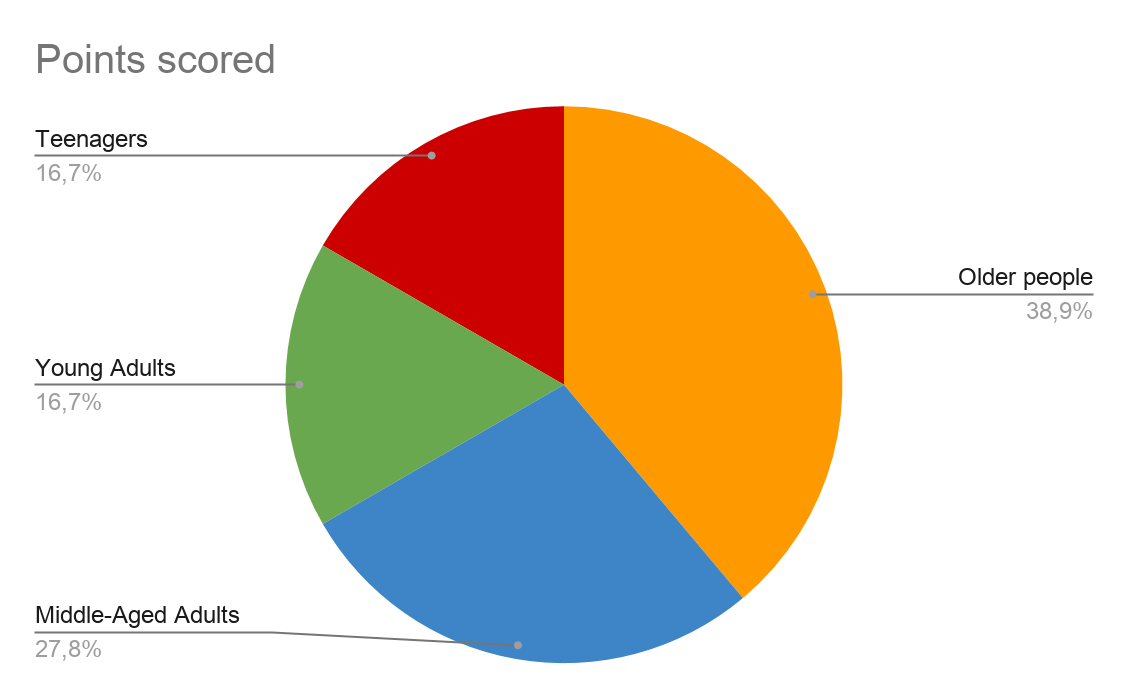 Points scored
Teenagers
16,7%
Older people
38,9%
Young Adults
16,7%
Middle-Aged Adults
27,8%